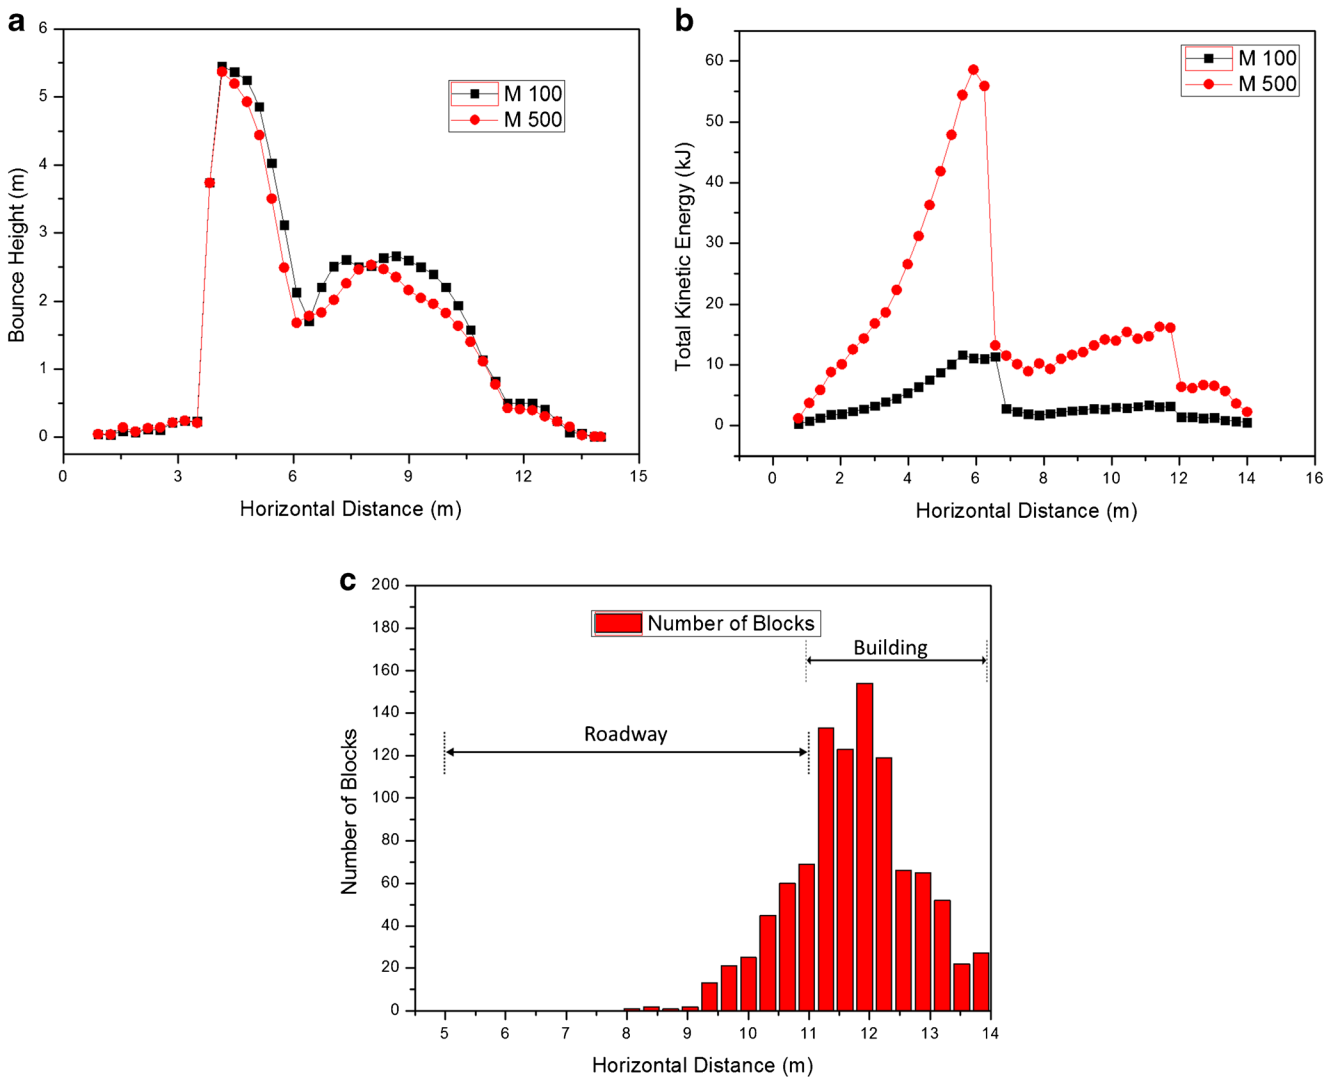 a
6
5
4
3
2
1
0
0 3 6 9 12 15
Bounce Height (m)
Horizontal Distance (m)
M 100
M 500
b
60
50
40
30
20
10
0
0 2 4 6 8 10 12 14 16
Total Kinetic Energy (kJ)
Horizontal Distance (m)
M 100
M 500
c
200
180
160
140
120
100
80
60
40
20
0
5 6 7 8 9 10 11 12 13 14
Number of Blocks
Horizontal Distance (m)
Number of Blocks
Building
Roadway